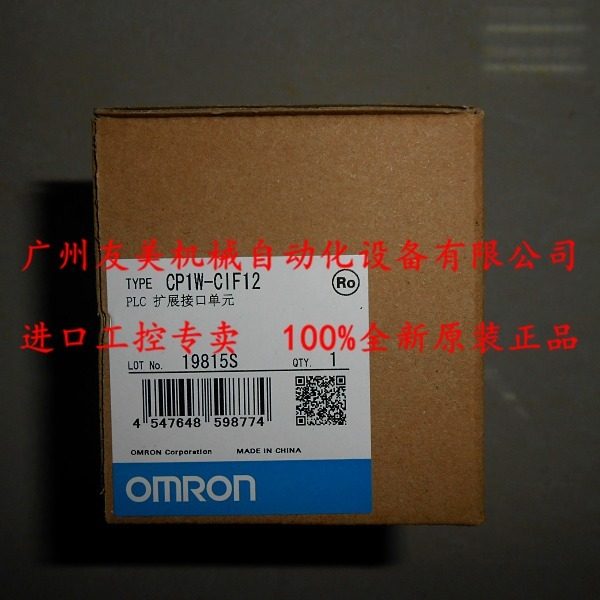 广州友美机械自动化设备有限公司
TYPE CP1W-CIF12
Ro
PLC 扩展接口单元
进口工控专卖 100%全新原装正品
LOT No. 19815S QTY. 1
4 547648 598774
OMRON Corporation MADE IN CHINA
OMRON